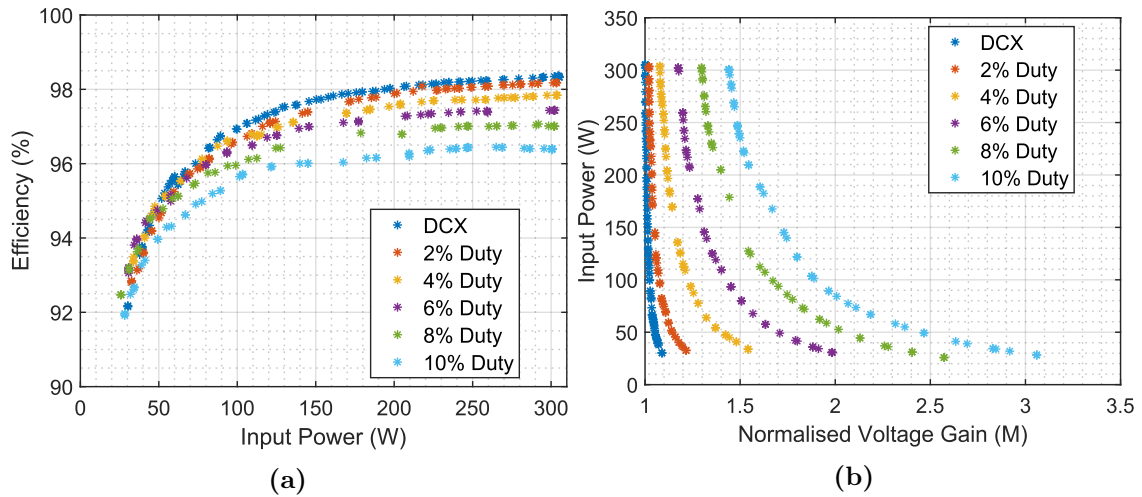 100
98
96
94
92
90
Efficiency (%)
0
50
100
150
200
250
300
Input Power (W)
DCX
2% Duty
4% Duty
6% Duty
8% Duty
10% Duty
(a)
350
300
250
200
150
100
50
0
Input Power (W)
1
1.5
2
2.5
3
3.5
Normalised Voltage Gain (M)
DCX
2% Duty
4% Duty
6% Duty
8% Duty
10% Duty
(b)